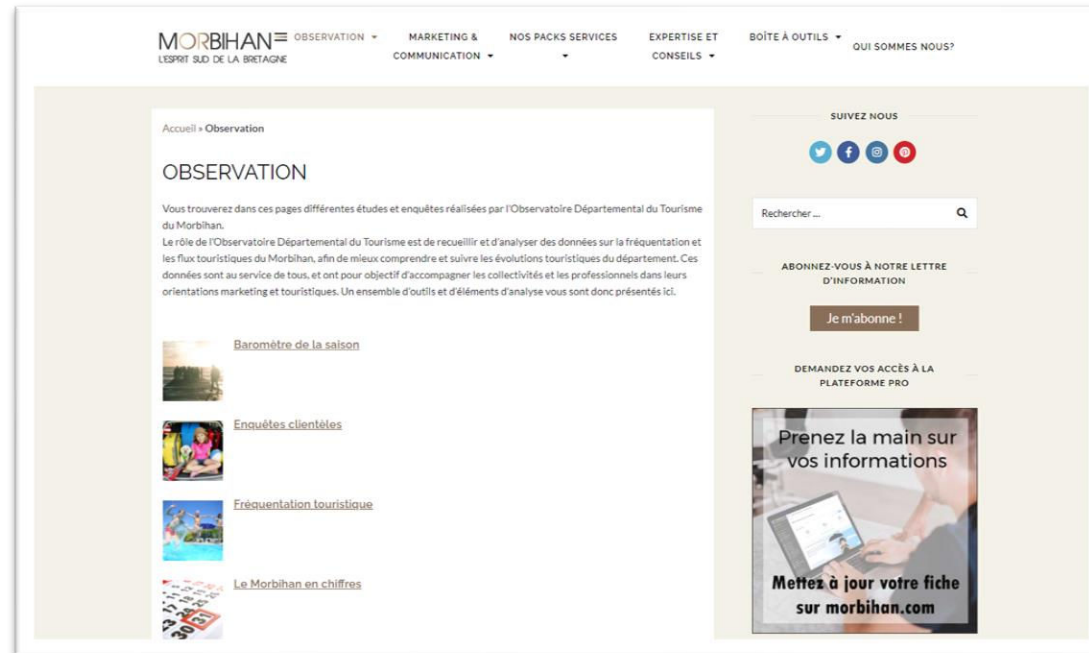 MORBIHAN
L'ESPRIT SUD DE LA BRETAGNE
OBSERVATION
MARKETING &
COMMUNICATION
NOS PACKS SERVICES
EXPERTISE ET
CONSEILS
BOÎTE À OUTILS
QUI SOMMES NOUS?
Accueil » Observation
OBSERVATION
Vous trouverez dans ces pages différentes études et enquêtes réalisées par l'Observatoire Départemental du Tourisme
du Morbihan.
Le rôle de l'Observatoire Départemental du Tourisme est de recueillir et d'analyser des données sur la fréquentation et
les flux touristiques du Morbihan, afin de mieux comprendre et suivre les évolutions touristiques du département. Ces
données sont au service de tous, et ont pour objectif d'accompagner les collectivités et les professionnels dans leurs
orientations marketing et touristiques. Un ensemble d'outils et d'éléments d'analyse vous sont donc présentés ici.
Baromètre de la saison
Enquêtes clientèles
Fréquentation touristique
Le Morbihan en chiffres
SUIVEZ NOUS
Rechercher ...
ABONNEZ-VOUS À NOTRE LETTRE
D'INFORMATION
Je m'abonne !
DEMANDEZ VOS ACCÈS À LA
PLATEFORME PRO
Prenez la main sur
vos informations
Mettez à jour votre fiche
sur morbihan.com